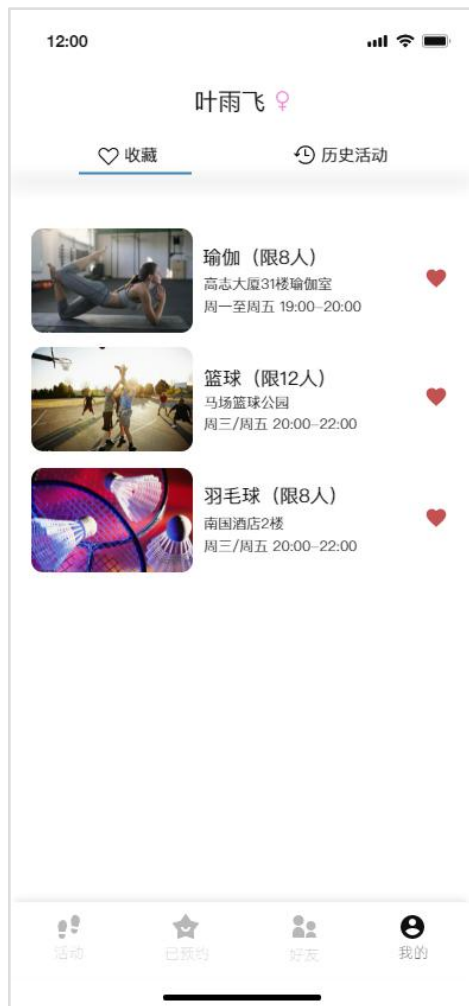 12:00
叶雨飞
收藏
历史活动
瑜伽（限8人）
高志大厦31楼瑜伽室
周一至周五 19:00-20:00
篮球（限12人）
马场篮球公园
周三/周五 20:00-22:00
羽毛球（限8人）
南国酒店2楼
周三/周五 20:00-22:00
活动
已预约
好友
我的